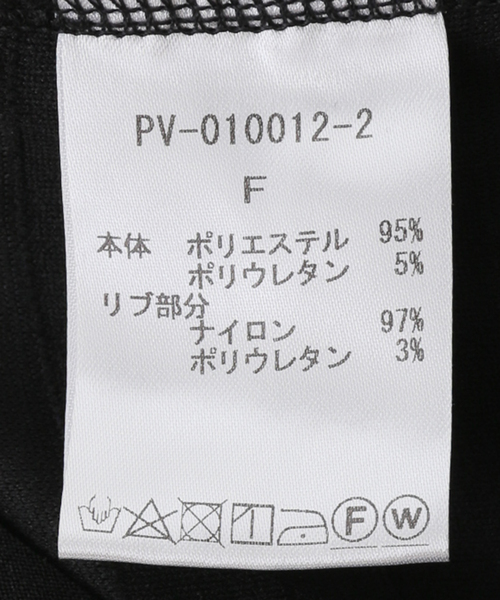 PV-010012-2
F
本体 ポリエステル 95%
ポリウレタン 5%
リブ部分
ナイロン 97%
ポリウレタン 3%
F W